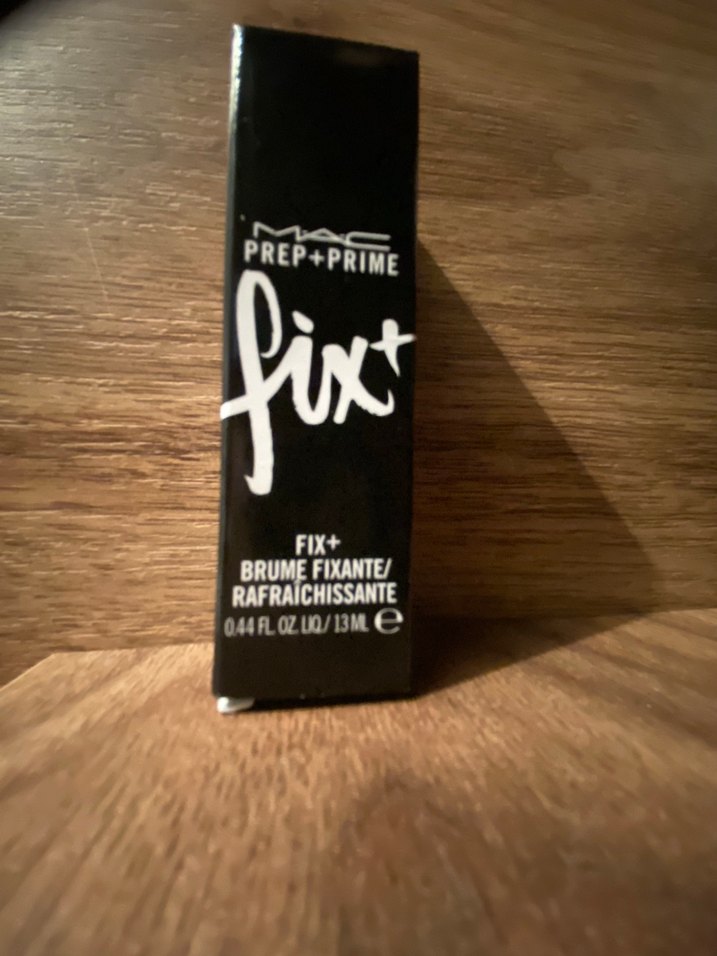 MAC
PREP+PRIME
fix+
FIX+
BRUME FIXANTE/
RAFRAÎCHISSANTE
0.44 FL. OZ. LIQ./ 13 ML ℮